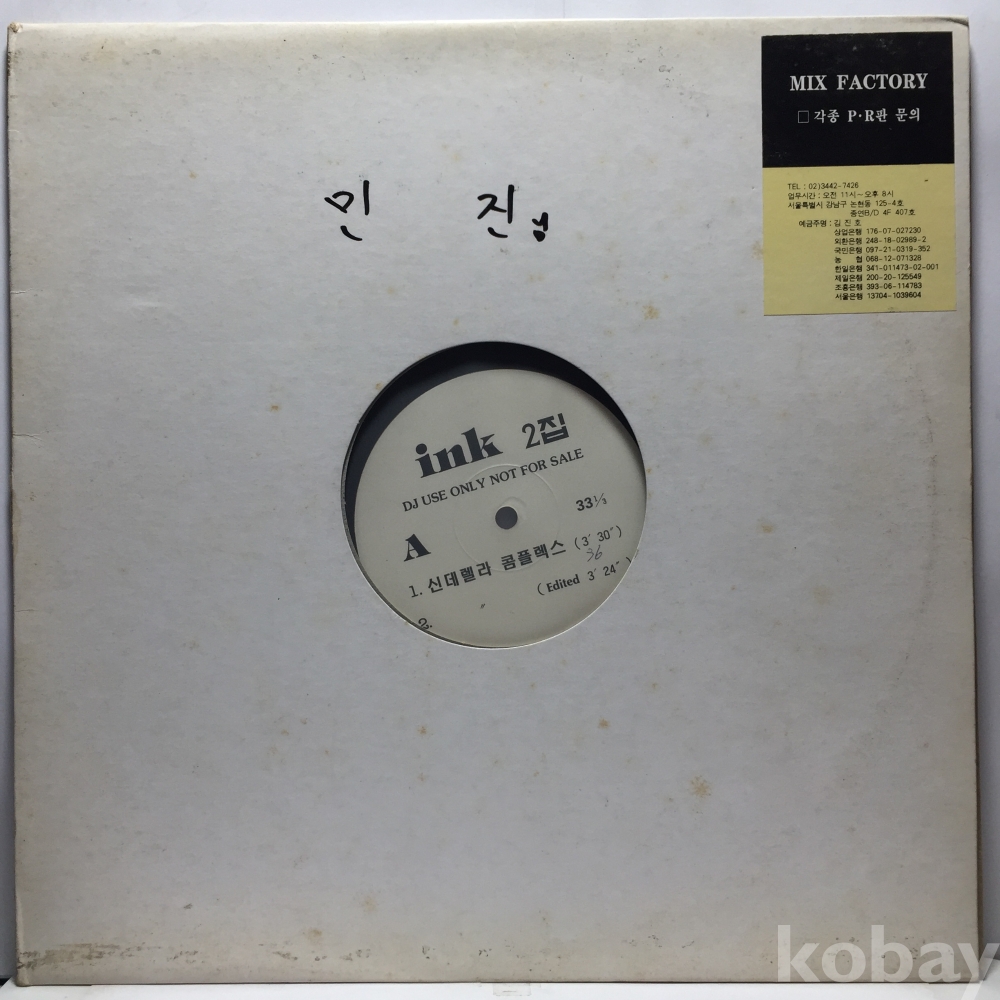 MIX FACTORY
□ 각종 P·R판 문의
TEL : 02)3442-7426
업무시간 : 오전 11시~오후 8시
서울특별시 강남구 논현동 125-4호
종연B/D 4F 407호
예금주명 : 김 진 호
상업은행 176-07-027230
외환은행 248-18-02989-2
국민은행 097-21-0319-352
농 협 068-12-071328
한일은행 341-011473-02-001
제일은행 200-20-125549
조흥은행 393-06-114783
서울은행 13704-1039604
민 진
ink 2집
DJ USE ONLY NOT FOR SALE
33 1/3
A
1. 신데렐라 콤플렉스 (3′ 30″)
36
2. 〃 (Edited 3′ 24″)
kobay